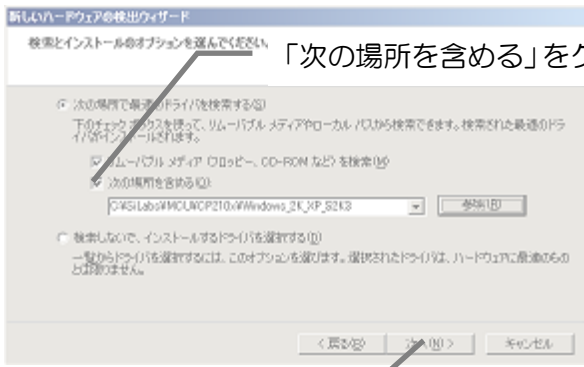 新しいハードウェアの検出ウィザード
検索とインストールのオプションを選んでください。
「次の場所を含める」を
次の場所で最適のドライバを検索する(S)
下のチェック ボックスを使って、リムーバブル メディアやローカル パスから検索できます。検索された最適のドラ
イバがインストールされます。
リムーバブル メディア (フロッピー、CD-ROM など) を検索(M)
次の場所を含める(O):
C:¥SiLabs¥MCU¥CP210x¥Windows_2K_XP_S2K3
参照(R)
検索しないで、インストールするドライバを選択する(D)
一覧からドライバを選択するには、このオプションを選びます。選択されたドライバは、ハードウェアに最適のもの
とは限りません。
< 戻る(B)
次へ(N) >
キャンセル